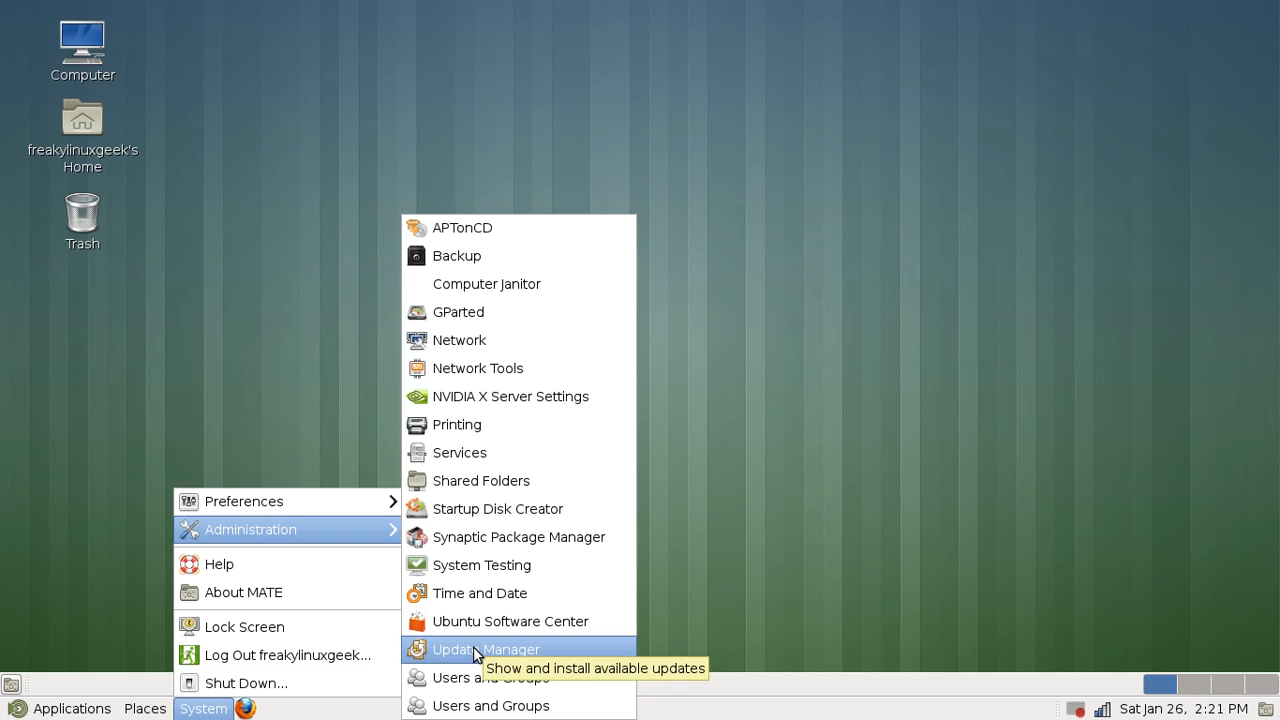 Computer
freakylinuxgeek's
Home
Trash
APTonCD
Backup
Computer Janitor
GParted
Network
Network Tools
NVIDIA X Server Settings
Printing
Services
Shared Folders
Startup Disk Creator
Synaptic Package Manager
System Testing
Time and Date
Ubuntu Software Center
Update Manager
Show and install available updates
Users and Groups
Users and Groups
Preferences
Administration
Help
About MATE
Lock Screen
Log Out freakylinuxgeek...
Shut Down...
Applications Places System
Sat Jan 26, 2:21 PM